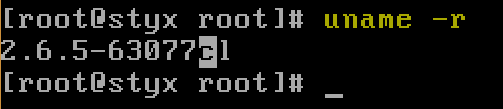 [root@styx root]# uname -r
2.6.5-63077cl
[root@styx root]# _